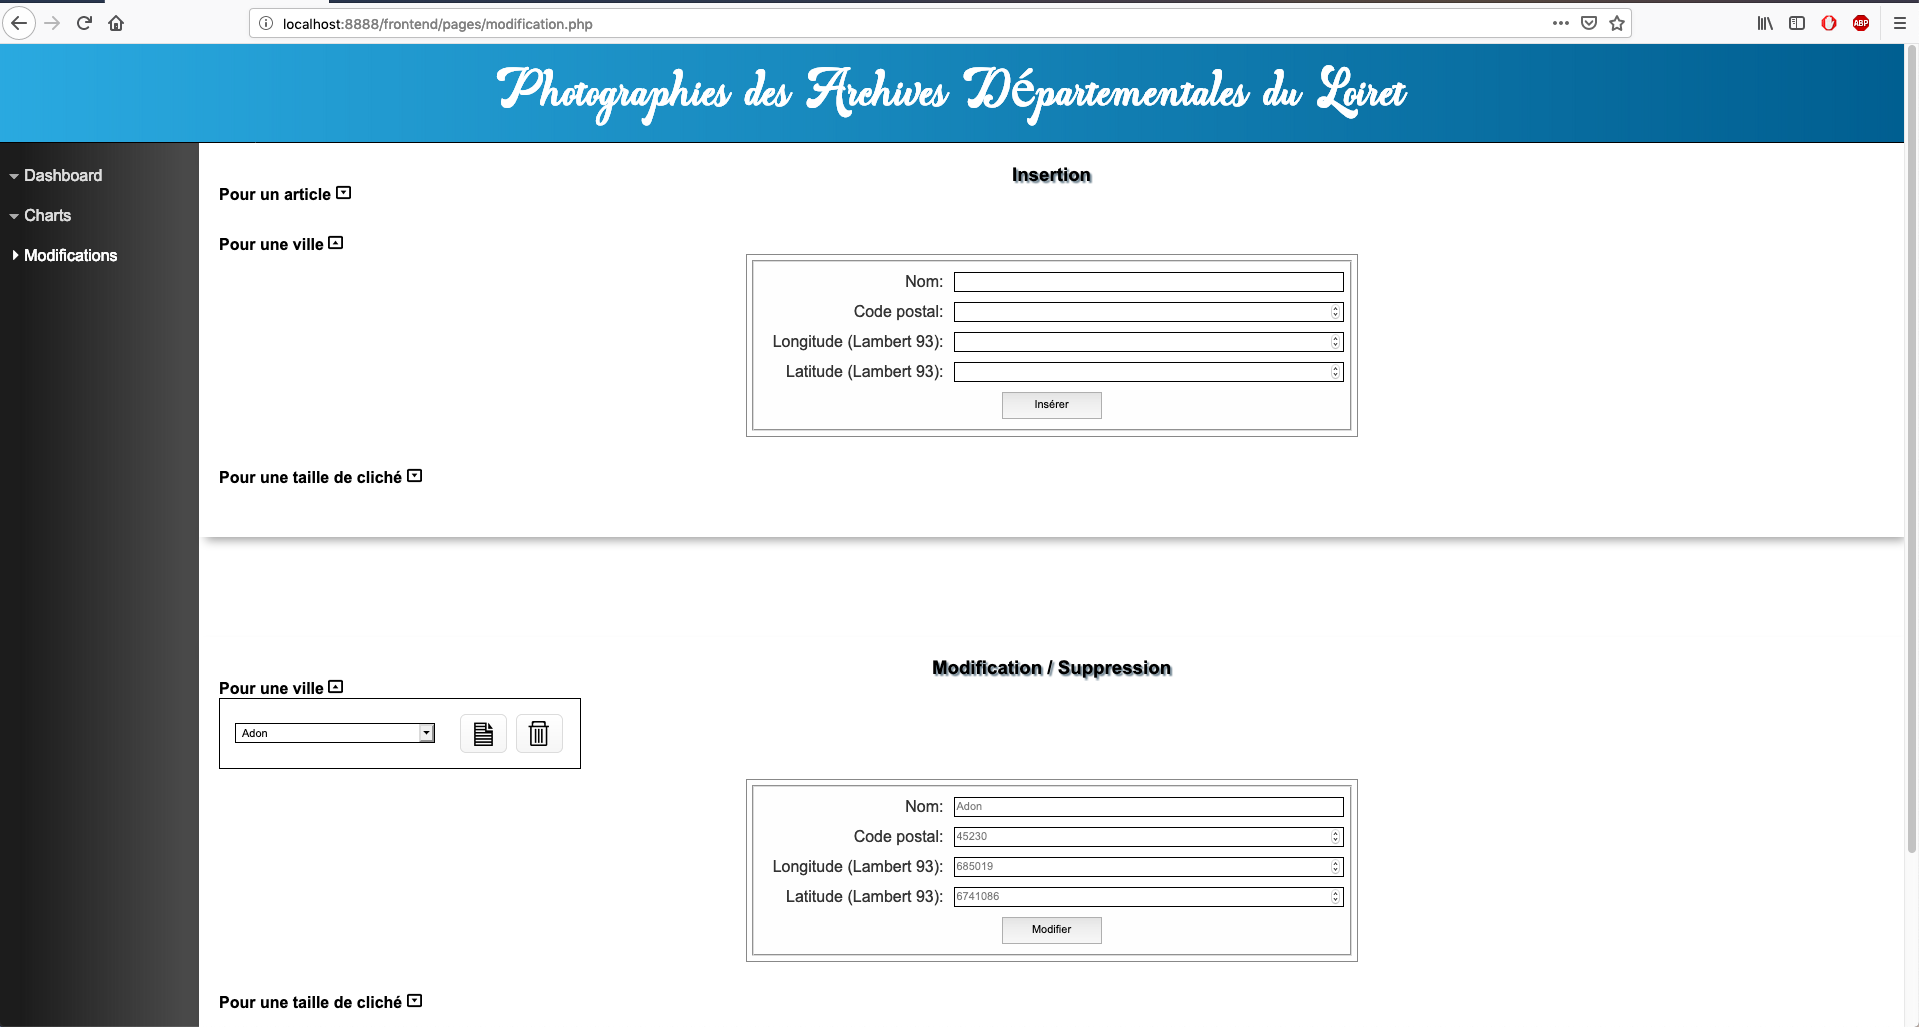 localhost:8888/frontend/pages/modification.php
ABP
Photographies des Archives Départementales du Loiret
Dashboard
Charts
Modifications
Insertion
Pour un article
Pour une ville
Nom:
Code postal:
Longitude (Lambert 93):
Latitude (Lambert 93):
Insérer
Pour une taille de cliché
Modification / Suppression
Pour une ville
Adon
Nom: Adon
Code postal: 45230
Longitude (Lambert 93): 685019
Latitude (Lambert 93): 6741086
Modifier
Pour une taille de cliché